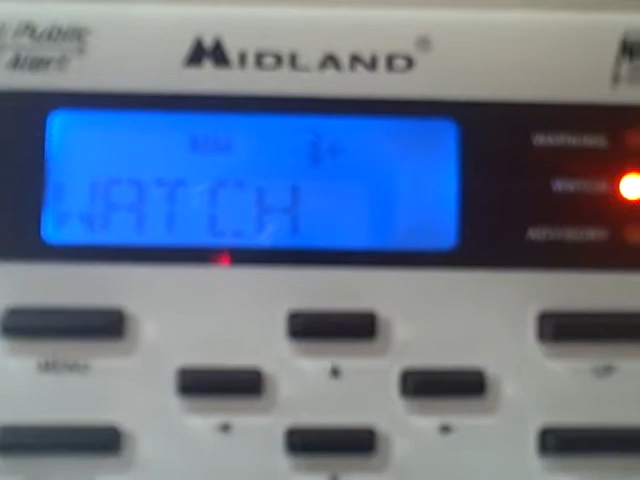 Public
Alert
MIDLAND®
WARNING
WATCH
WATCH
ADVISORY
MENU